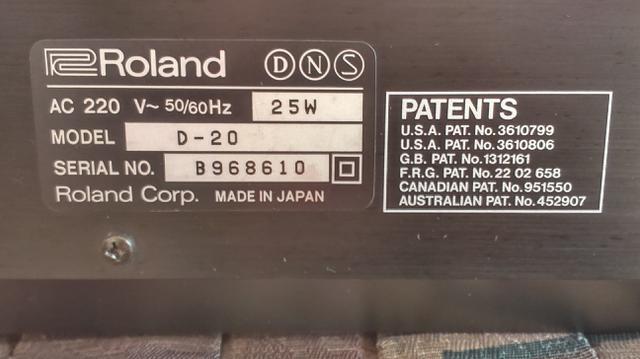 Roland D N S
AC 220 V~ 50/60Hz 25W
MODEL D-20
SERIAL NO. B968610
Roland Corp. MADE IN JAPAN
PATENTS
U.S.A. PAT. No. 3610799
U.S.A. PAT. No. 3610806
G.B. PAT. No. 1312161
F.R.G. PAT. No. 22 02 658
CANADIAN PAT. No. 951550
AUSTRALIAN PAT. No. 452907